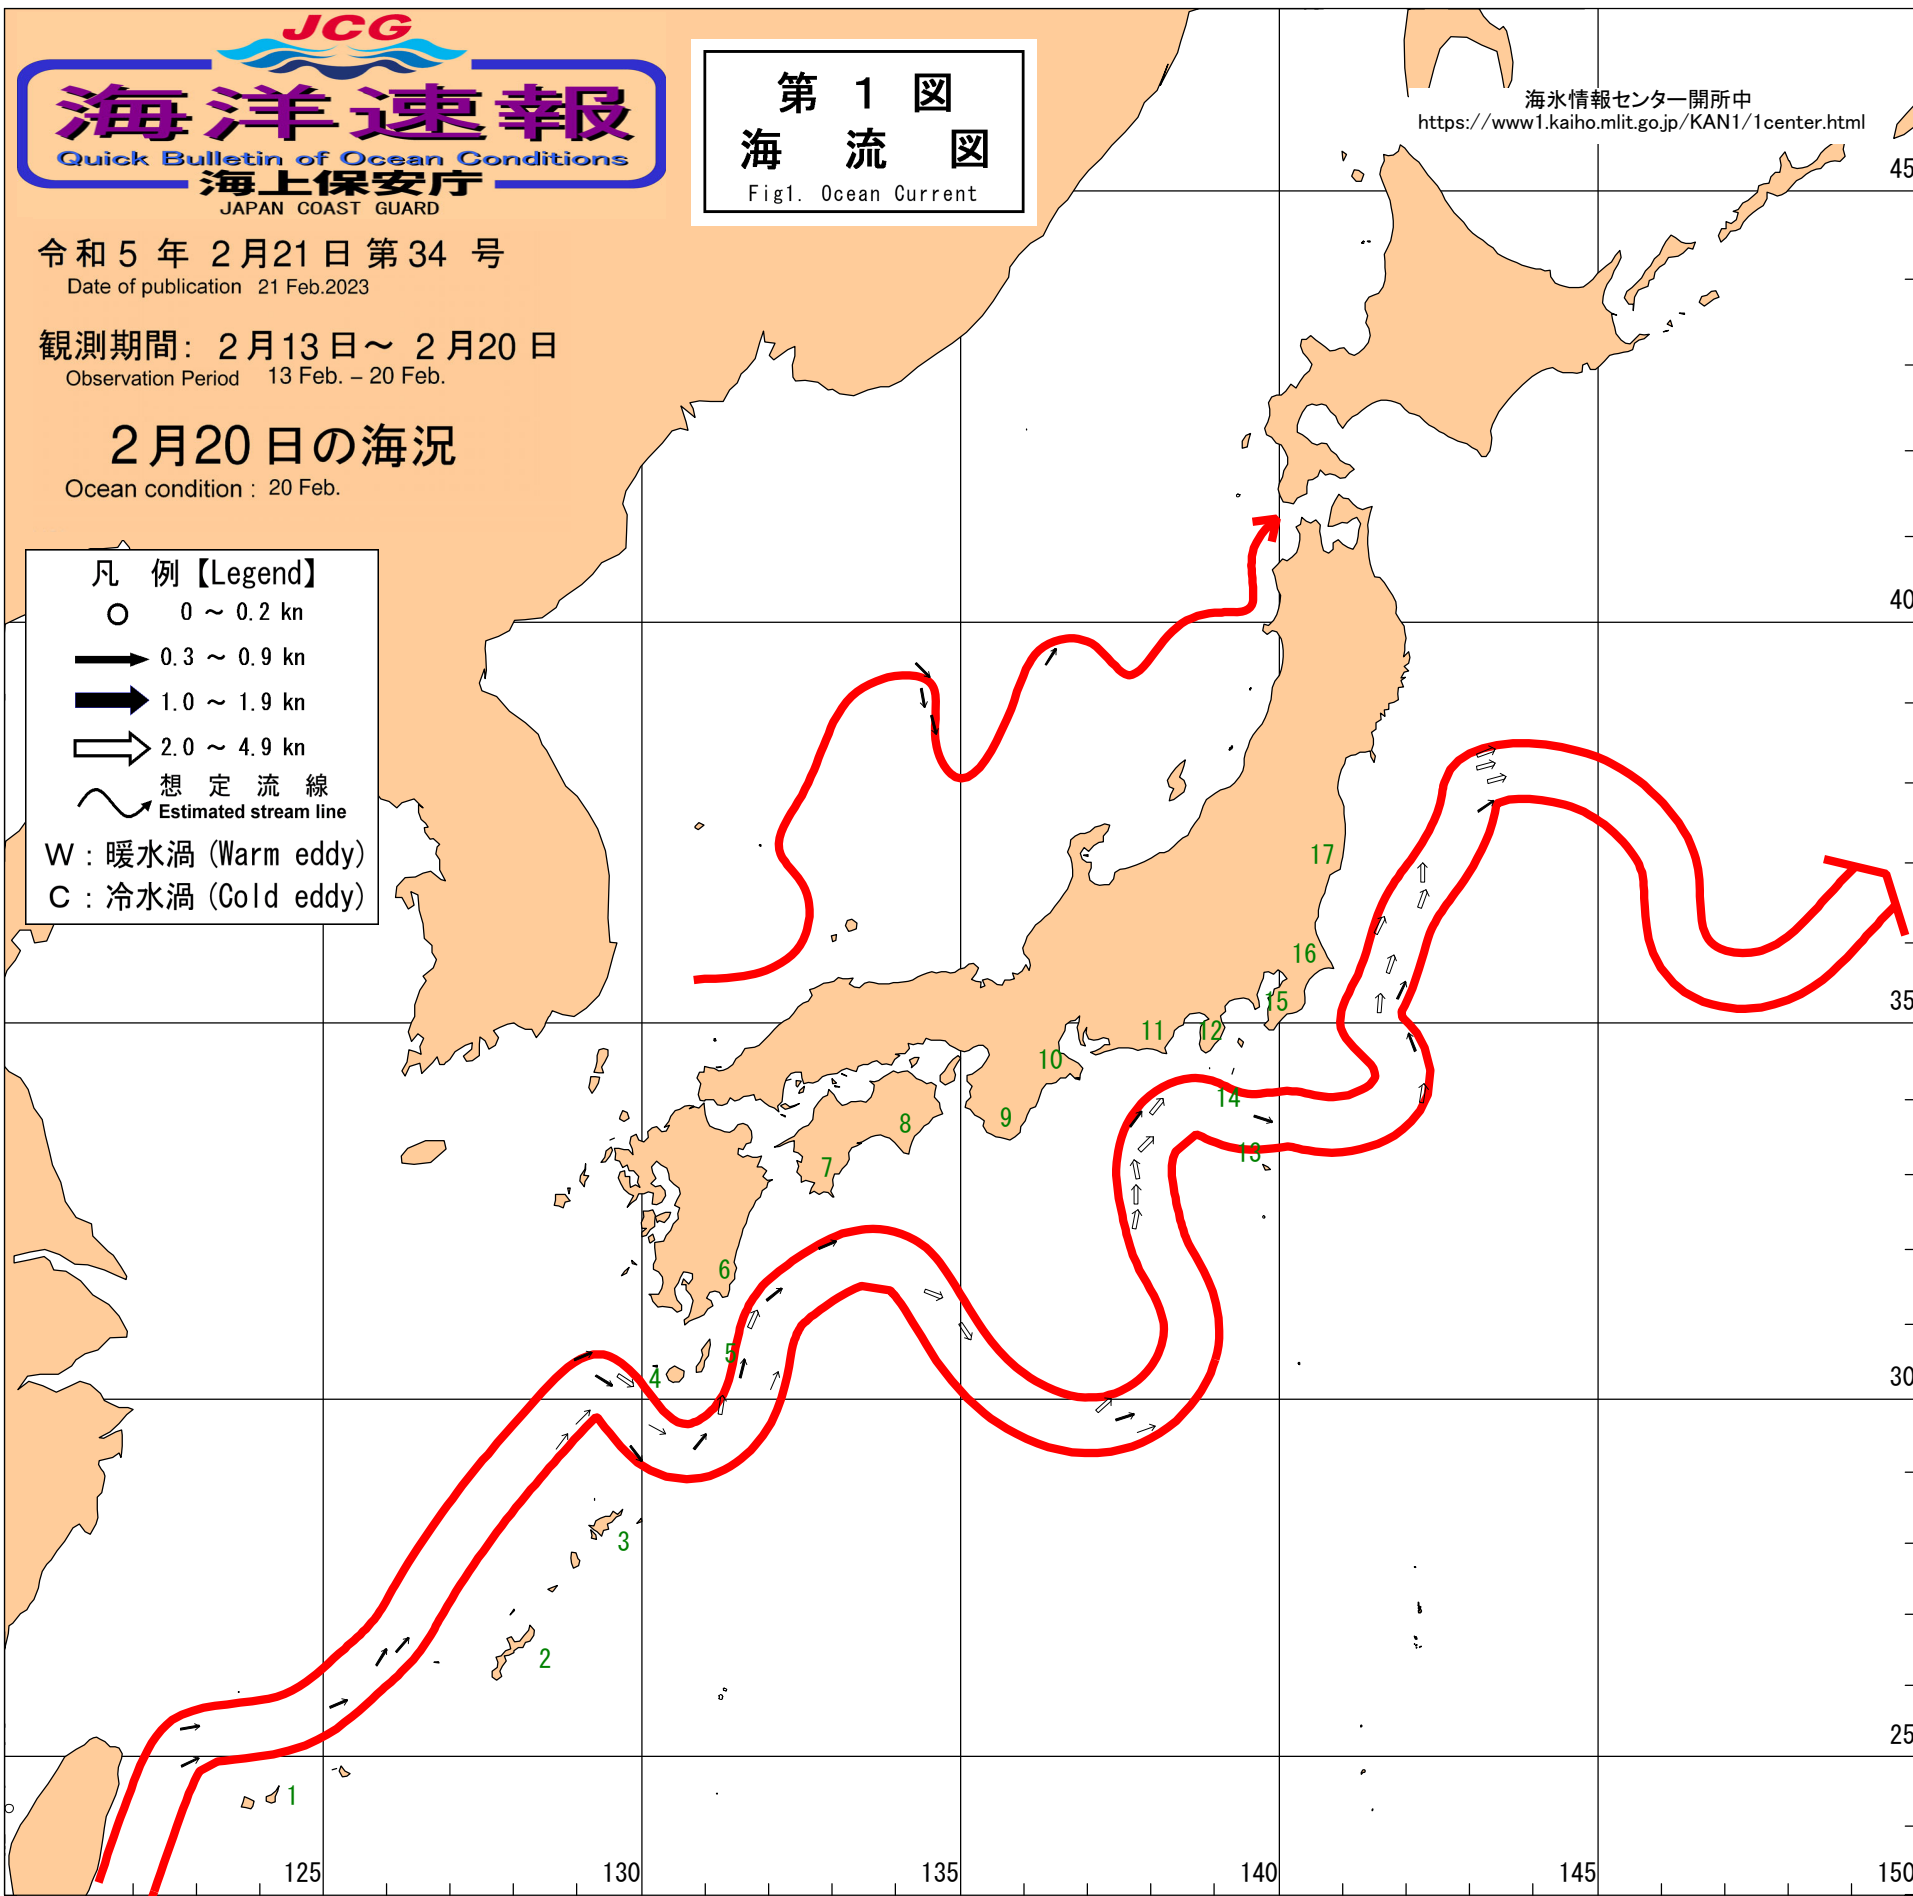 JCG
海洋速報
Quick Bulletin of Ocean Conditions
海上保安庁
JAPAN COAST GUARD
令和5年 2月21日 第34号
Date of publication 21 Feb.2023
観測期間: 2月13日～ 2月20日
Observation Period 13 Feb. – 20 Feb.
2月20日の海況
Ocean condition : 20 Feb.
第 1 図
海 流 図
Fig1. Ocean Current
海氷情報センター開所中
https://www1.kaiho.mlit.go.jp/KAN1/1center.html
凡 例【Legend】
0 ～ 0.2 kn
0.3 ～ 0.9 kn
1.0 ～ 1.9 kn
2.0 ～ 4.9 kn
想 定 流 線
Estimated stream line
W : 暖水渦 (Warm eddy)
C : 冷水渦 (Cold eddy)
45
40
17
16
35
15
11
12
10
14
9
8
13
7
6
5
4
30
3
2
25
1
125
130
135
140
145
150